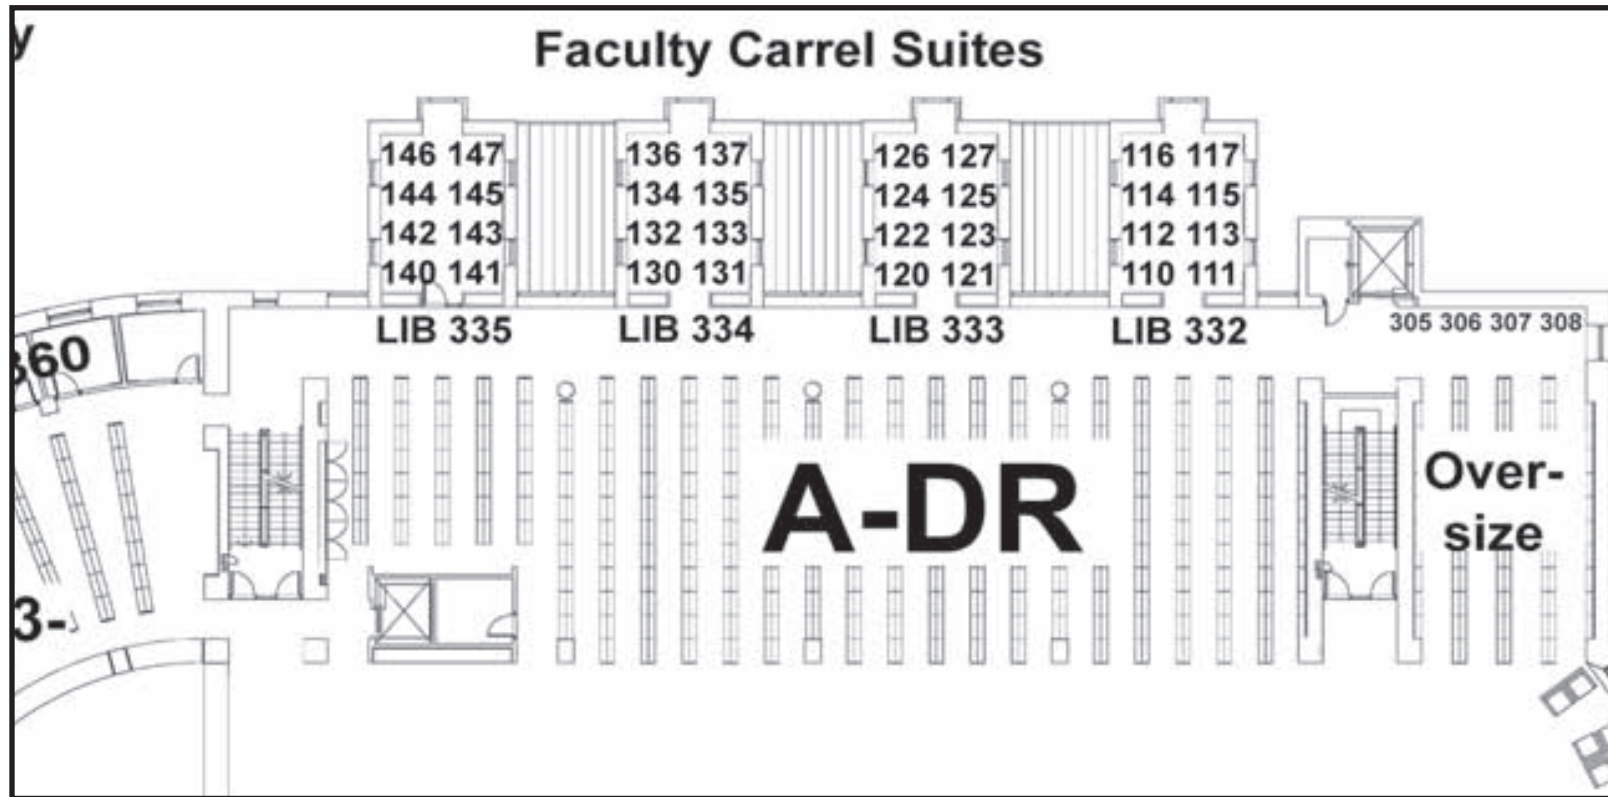 y
Faculty Carrel Suites
146 147 136 137 126 127 116 117
144 145 134 135 124 125 114 115
142 143 132 133 122 123 112 113
140 141 130 131 120 121 110 111
LIB 335 LIB 334 LIB 333 LIB 332
305 306 307 308
360
A-DR
Over-
size
3-